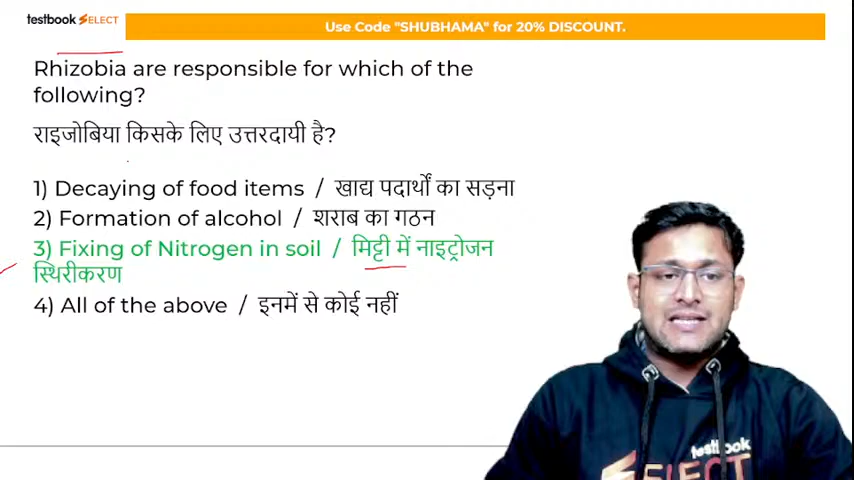 testbook SELECT
Use Code "SHUBHAMA" for 20% DISCOUNT.
Rhizobia are responsible for which of the
following?
राइजोबिया किसके लिए उत्तरदायी है?
1) Decaying of food items / खाद्य पदार्थों का सड़ना
2) Formation of alcohol / शराब का गठन
3) Fixing of Nitrogen in soil / मिट्टी में नाइट्रोजन
स्थिरीकरण
4) All of the above / इनमें से कोई नहीं
testbook
SELECT